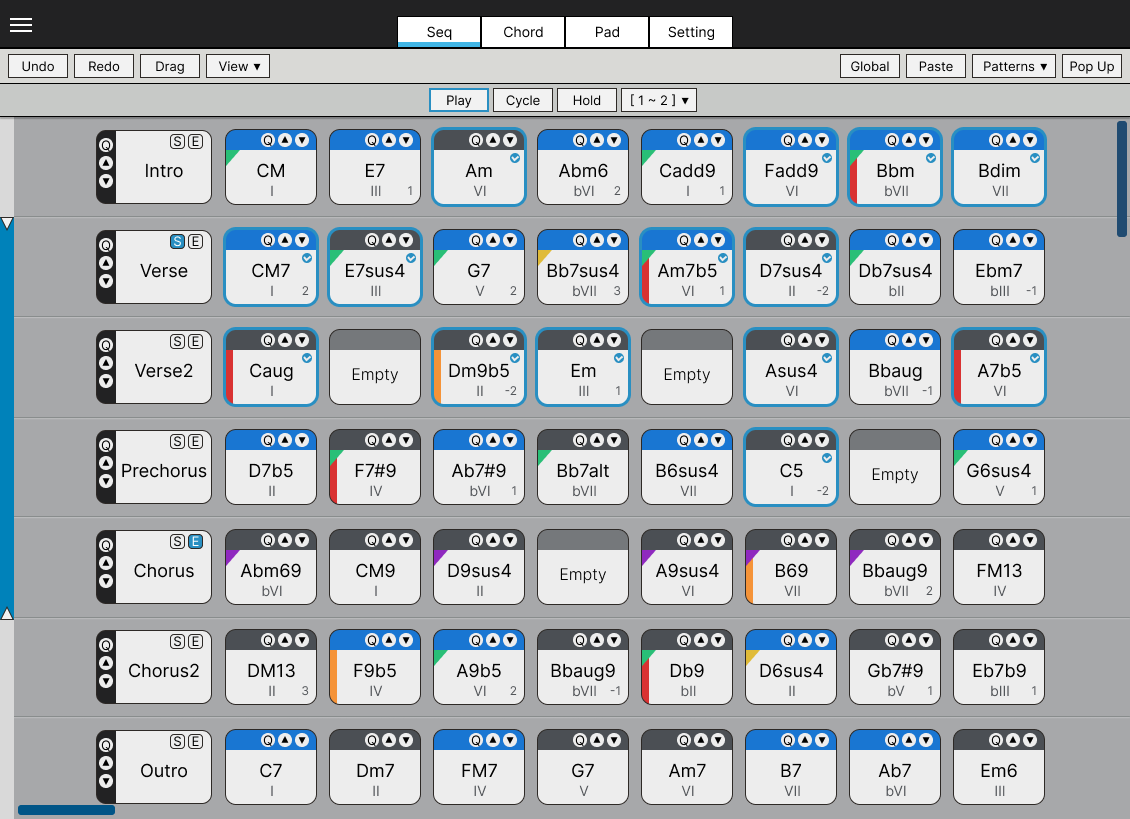 Seq Chord Pad Setting
Undo Redo Drag View ▼ Global Paste Patterns ▼ Pop Up
Play Cycle Hold [ 1 ~ 2 ] ▼
Q S E Q Q Q Q Q Q Q Q
Intro CM E7 Am Abm6 Cadd9 Fadd9 Bbm Bdim
I III 1 VI bVI 2 I 1 VI bVII VII
Q S E Q Q Q Q Q Q Q Q
Verse CM7 E7sus4 G7 Bb7sus4 Am7b5 D7sus4 Db7sus4 Ebm7
I 2 III V 2 bVII 3 VI 1 II -2 bII bIII -1
Q S E Q Q Q Q Q Q
Verse2 Caug Empty Dm9b5 Em Empty Asus4 Bbaug A7b5
I II -2 III 1 VI bVII -1 VI
Q S E Q Q Q Q Q Q Q
Prechorus D7b5 F7#9 Ab7#9 Bb7alt B6sus4 C5 Empty G6sus4
II IV bVI 1 bVII VII I -2 V 1
Q S E Q Q Q Q Q Q Q
Chorus Abm69 CM9 D9sus4 Empty A9sus4 B69 Bbaug9 FM13
bVI I II VI VII bVII 2 IV
Q S E Q Q Q Q Q Q Q Q
Chorus2 DM13 F9b5 A9b5 Bbaug9 Db9 D6sus4 Gb7#9 Eb7b9
II 3 IV VI 2 bVII -1 bII II bV 1 bIII 1
Q S E Q Q Q Q Q Q Q Q
Outro C7 Dm7 FM7 G7 Am7 B7 Ab7 Em6
I II IV V VI VII bVI III